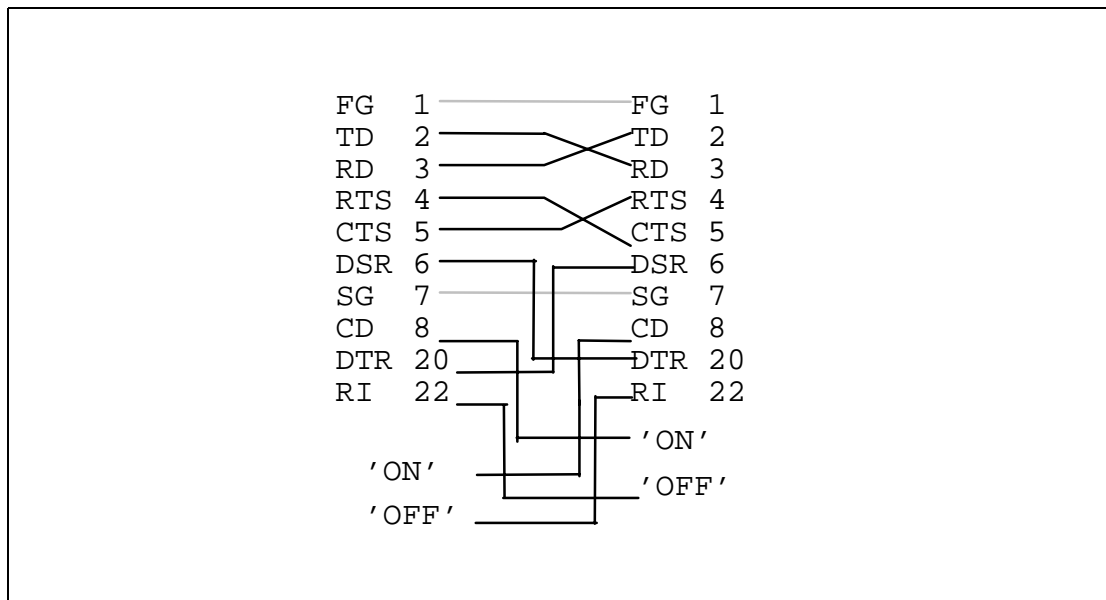 FG 1 FG 1
TD 2 TD 2
RD 3 RD 3
RTS 4 RTS 4
CTS 5 CTS 5
DSR 6 DSR 6
SG 7 SG 7
CD 8 CD 8
DTR 20 DTR 20
RI 22 RI 22
'ON'
'ON'
'OFF'
'OFF'